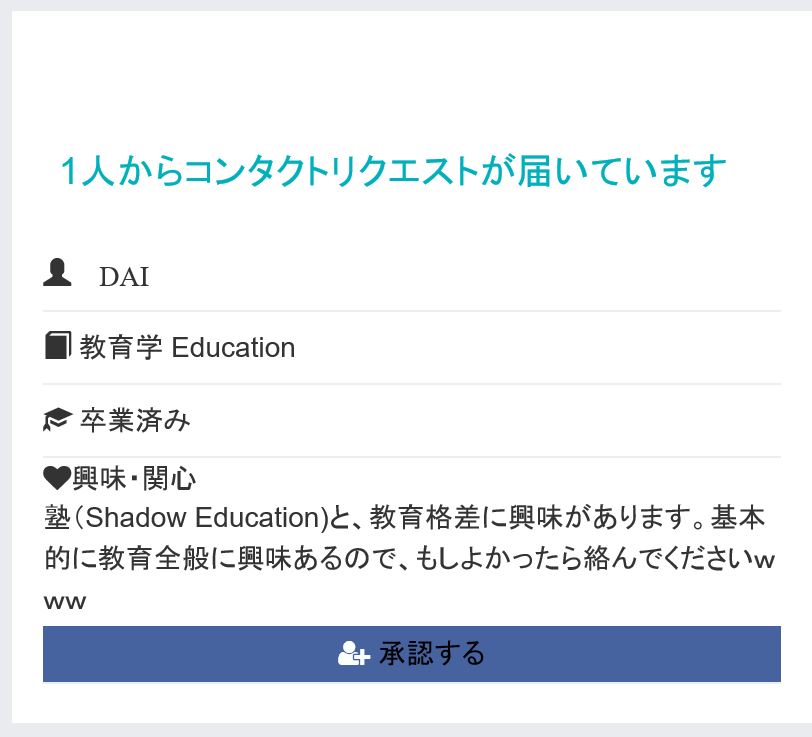 1人からコンタクトリクエストが届いています
DAI
教育学 Education
卒業済み
興味・関心
塾（Shadow Education)と、教育格差に興味があります。基本
的に教育全般に興味あるので、もしよかったら絡んでくださいｗ
ｗｗ
承認する